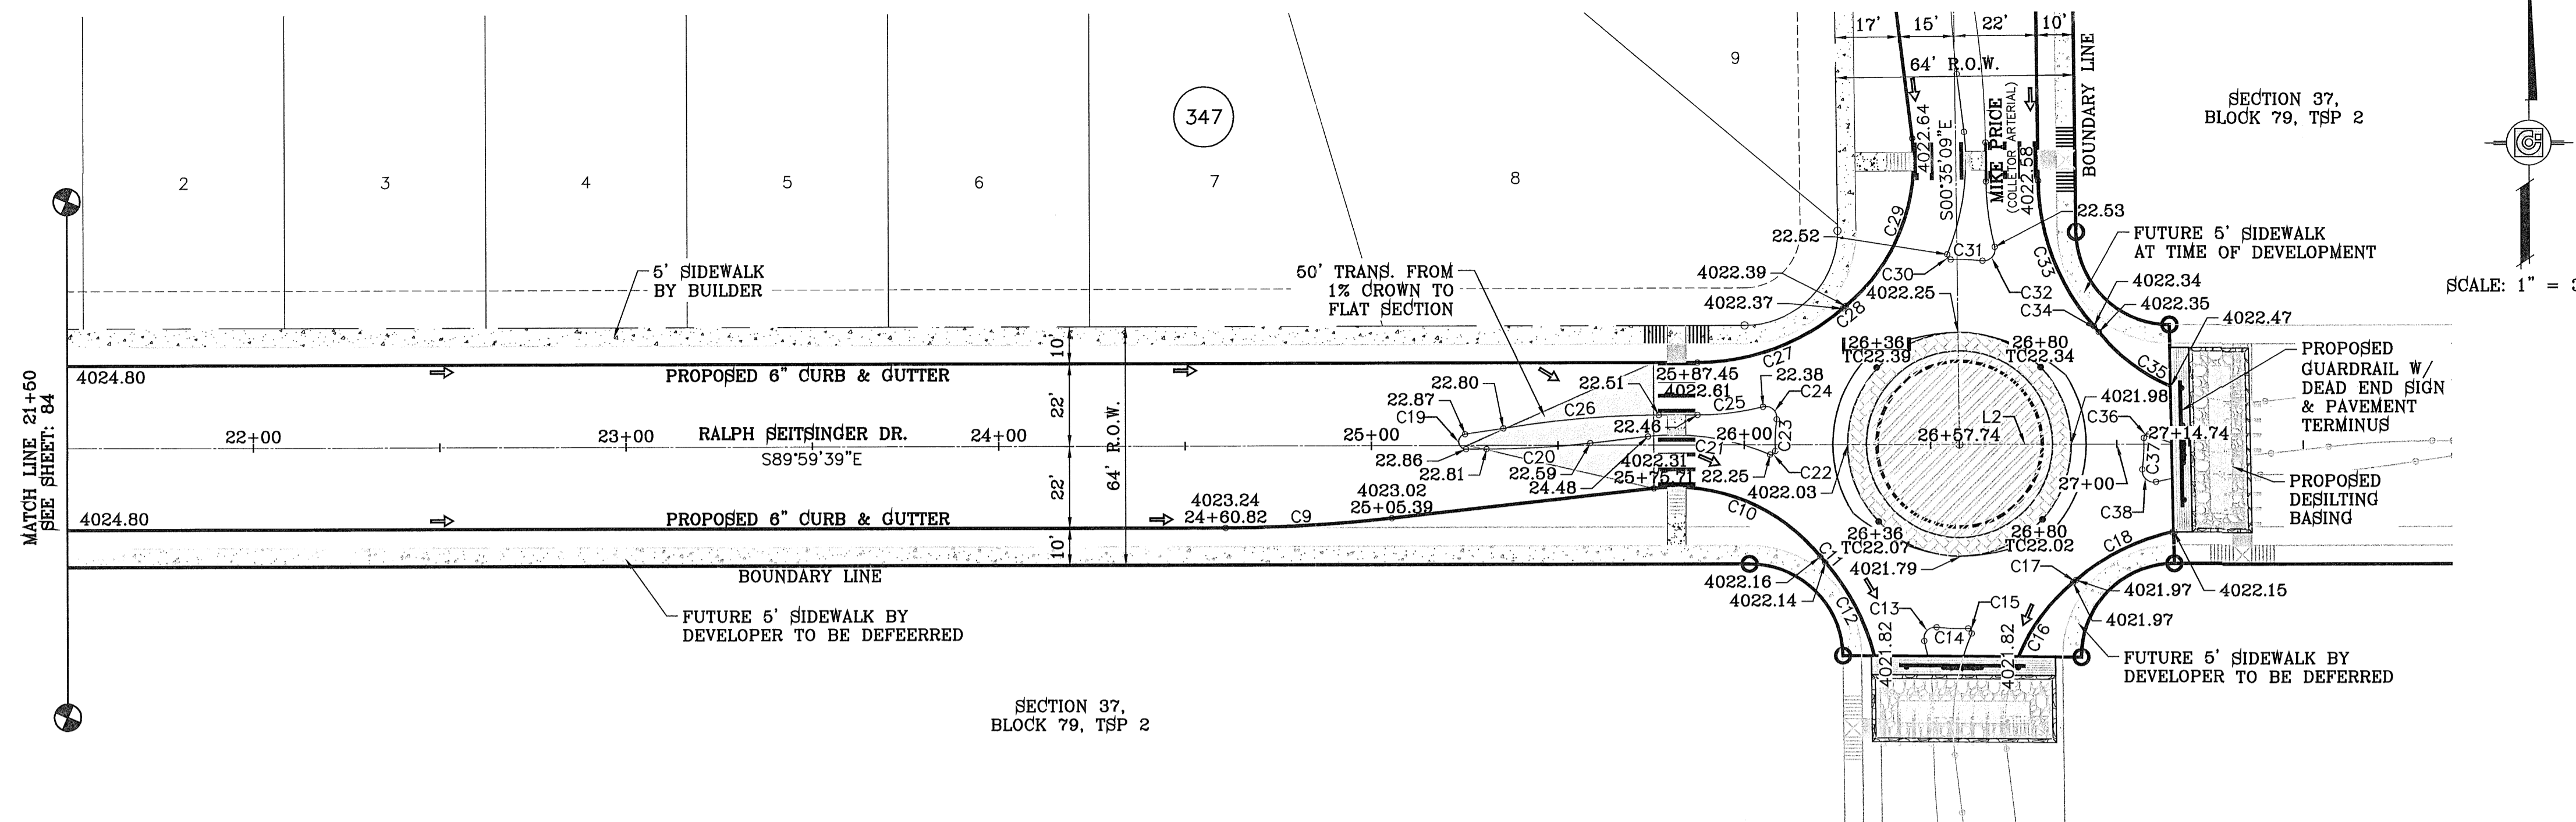 17' 15' 22' 10'
64' R.O.W.
BOUNDARY LINE
9
SECTION 37,
BLOCK 79, TSP 2
347
2 3 4 5 6 7 8
4022.64
S00°35'09"E
MIKE PRICE
(COLLETOR ARTERIAL)
4022.58
C29
22.53
22.52
C31
C30
C33
C32
C34
FUTURE 5' SIDEWALK
AT TIME OF DEVELOPMENT
5' SIDEWALK
BY BUILDER
50' TRANS. FROM
1% CROWN TO
FLAT SECTION
4022.39
4022.37
4022.25
4022.34
4022.35
SCALE: 1" = 3
C28
4022.47
10'
C27
26+36
TC22.39
26+80
TC22.34
C35
PROPOSED
GUARDRAIL W/
DEAD END SIGN
& PAVEMENT
TERMINUS
4024.80
PROPOSED 6" CURB & GUTTER
25+87.45
4022.61
22.80
22.51
22.38
C24
22.87
C19
C26
C25
4021.98
C36
22'
64' R.O.W.
MATCH LINE 21+50
SEE SHEET: 84
22+00
23+00
RALPH SEITSINGER DR.
S89°59'39"E
24+00
25+00
22.46
26+00
C23
L2
26+57.74
27+14.74
C37
22.86
22.81
C20
22.59
24.48
4022.31
25+75.71
C21
22.25
C22
4022.03
27+00
C38
PROPOSED
DESILTING
BASING
22'
4024.80
PROPOSED 6" CURB & GUTTER
4023.24
24+60.82
C9
4023.02
25+05.39
C10
26+36
TC22.07
26+80
TC22.02
10'
C11
4021.79
C18
C17
BOUNDARY LINE
4022.16
4022.14
4021.97
4022.15
4021.97
FUTURE 5' SIDEWALK BY
DEVELOPER TO BE DEFEERRED
C12
C13
C14
C15
C16
4021.82
4021.82
FUTURE 5' SIDEWALK BY
DEVELOPER TO BE DEFERRED
SECTION 37,
BLOCK 79, TSP 2